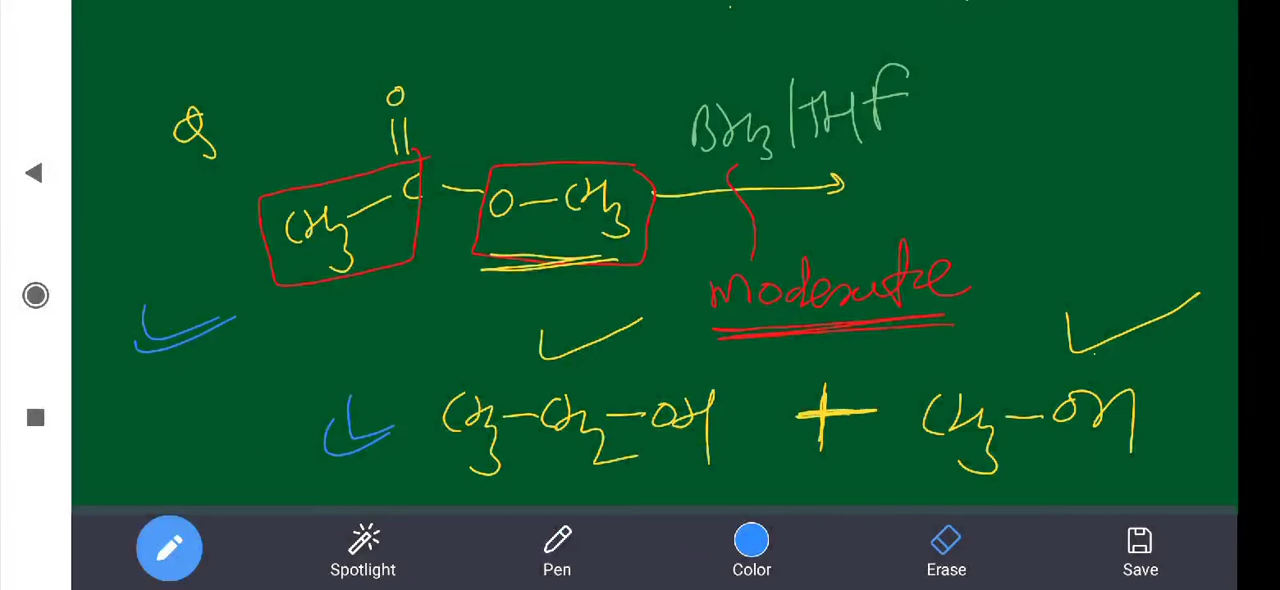 Q
O
||
CH3-C-O-CH3
BH3/THF
moderate
CH3-CH2-OH + CH3-OH
Spotlight Pen Color Erase Save